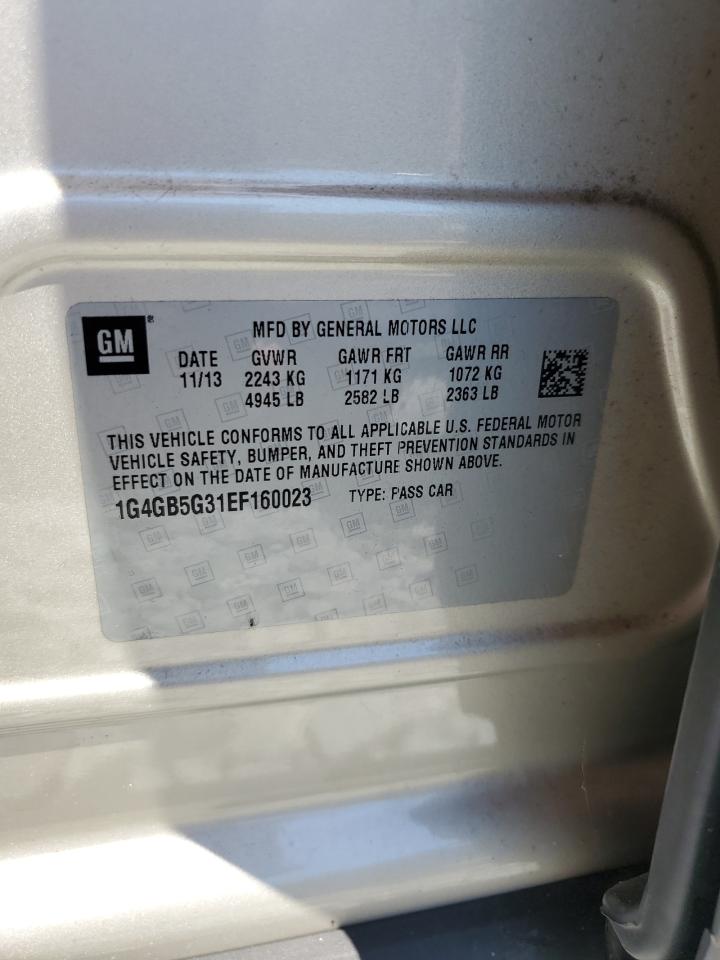 GM
MFD BY GENERAL MOTORS LLC
DATE GVWR GAWR FRT GAWR RR
11/13 2243 KG 1171 KG 1072 KG
4945 LB 2582 LB 2363 LB
THIS VEHICLE CONFORMS TO ALL APPLICABLE U.S. FEDERAL MOTOR
VEHICLE SAFETY, BUMPER, AND THEFT PREVENTION STANDARDS IN
EFFECT ON THE DATE OF MANUFACTURE SHOWN ABOVE.
1G4GB5G31EF160023 TYPE: PASS CAR